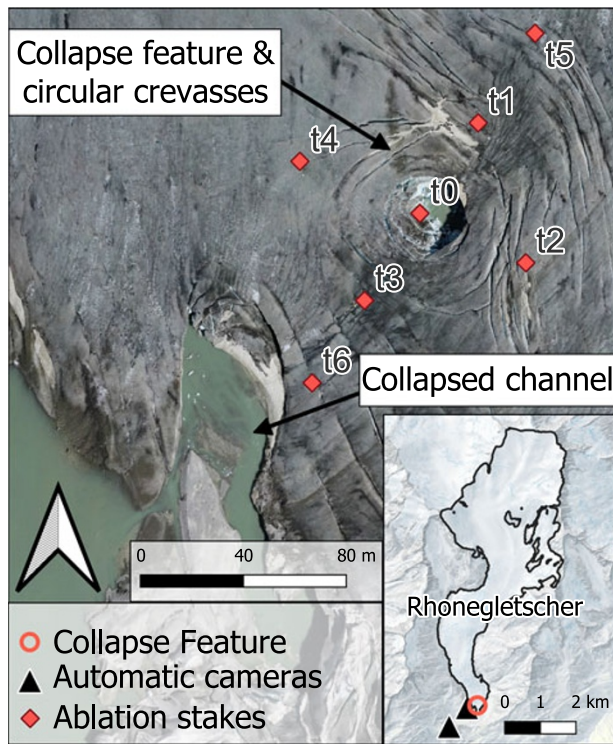 Collapse feature &
circular crevasses
t5
t1
t4
t0
t2
t3
t6
Collapsed channel
0 40 80 m
Rhonegletscher
0 1 2 km
Collapse Feature
Automatic cameras
Ablation stakes